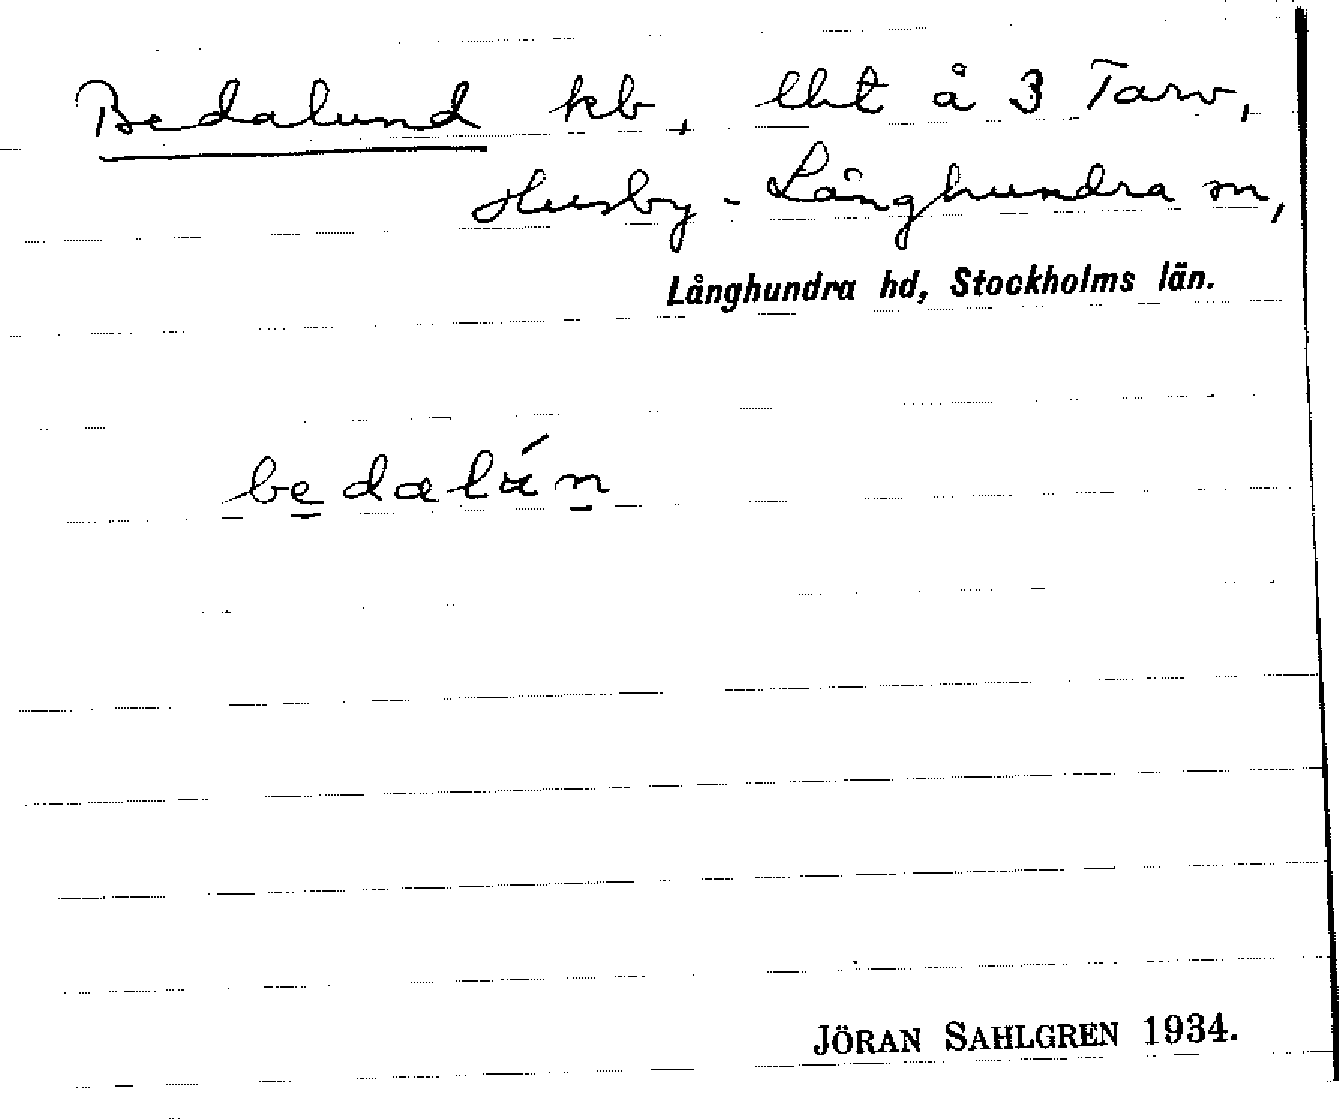 Bedalund kb, lht å 3 Tarv,
Husby-Långhundra sn,
Långhundra hd, Stockholms län.
bedalún
JÖRAN SAHLGREN 1934.